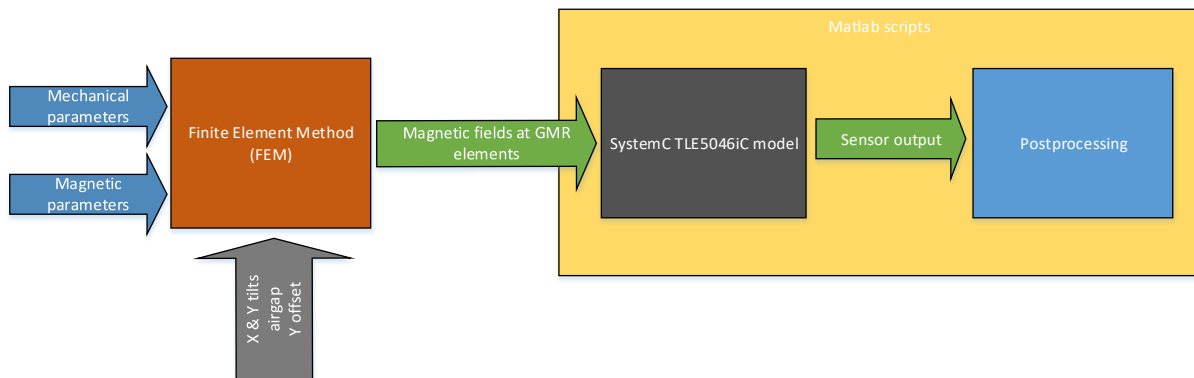 Matlab scripts
Mechanical
parameters
Magnetic
parameters
Finite Element Method
(FEM)
Magnetic fields at GMR
elements
SystemC TLE5046iC model
Sensor output
Postprocessing
X & Y tilts
airgap
Y offset